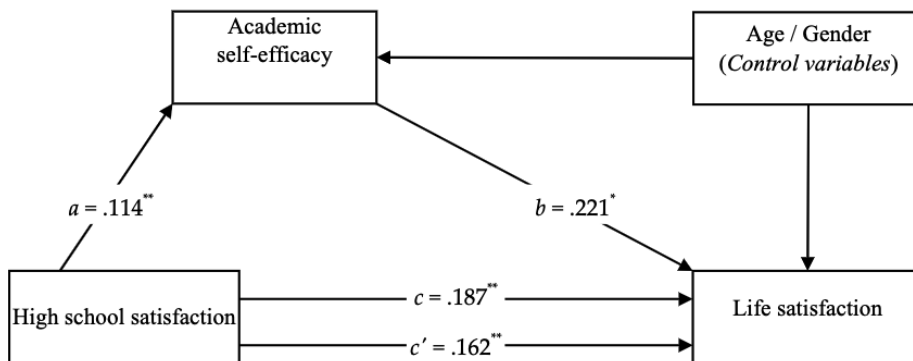 Academic
self-efficacy
Age / Gender
(Control variables)
a = .114**
b = .221*
High school satisfaction
c = .187**
c′ = .162**
Life satisfaction